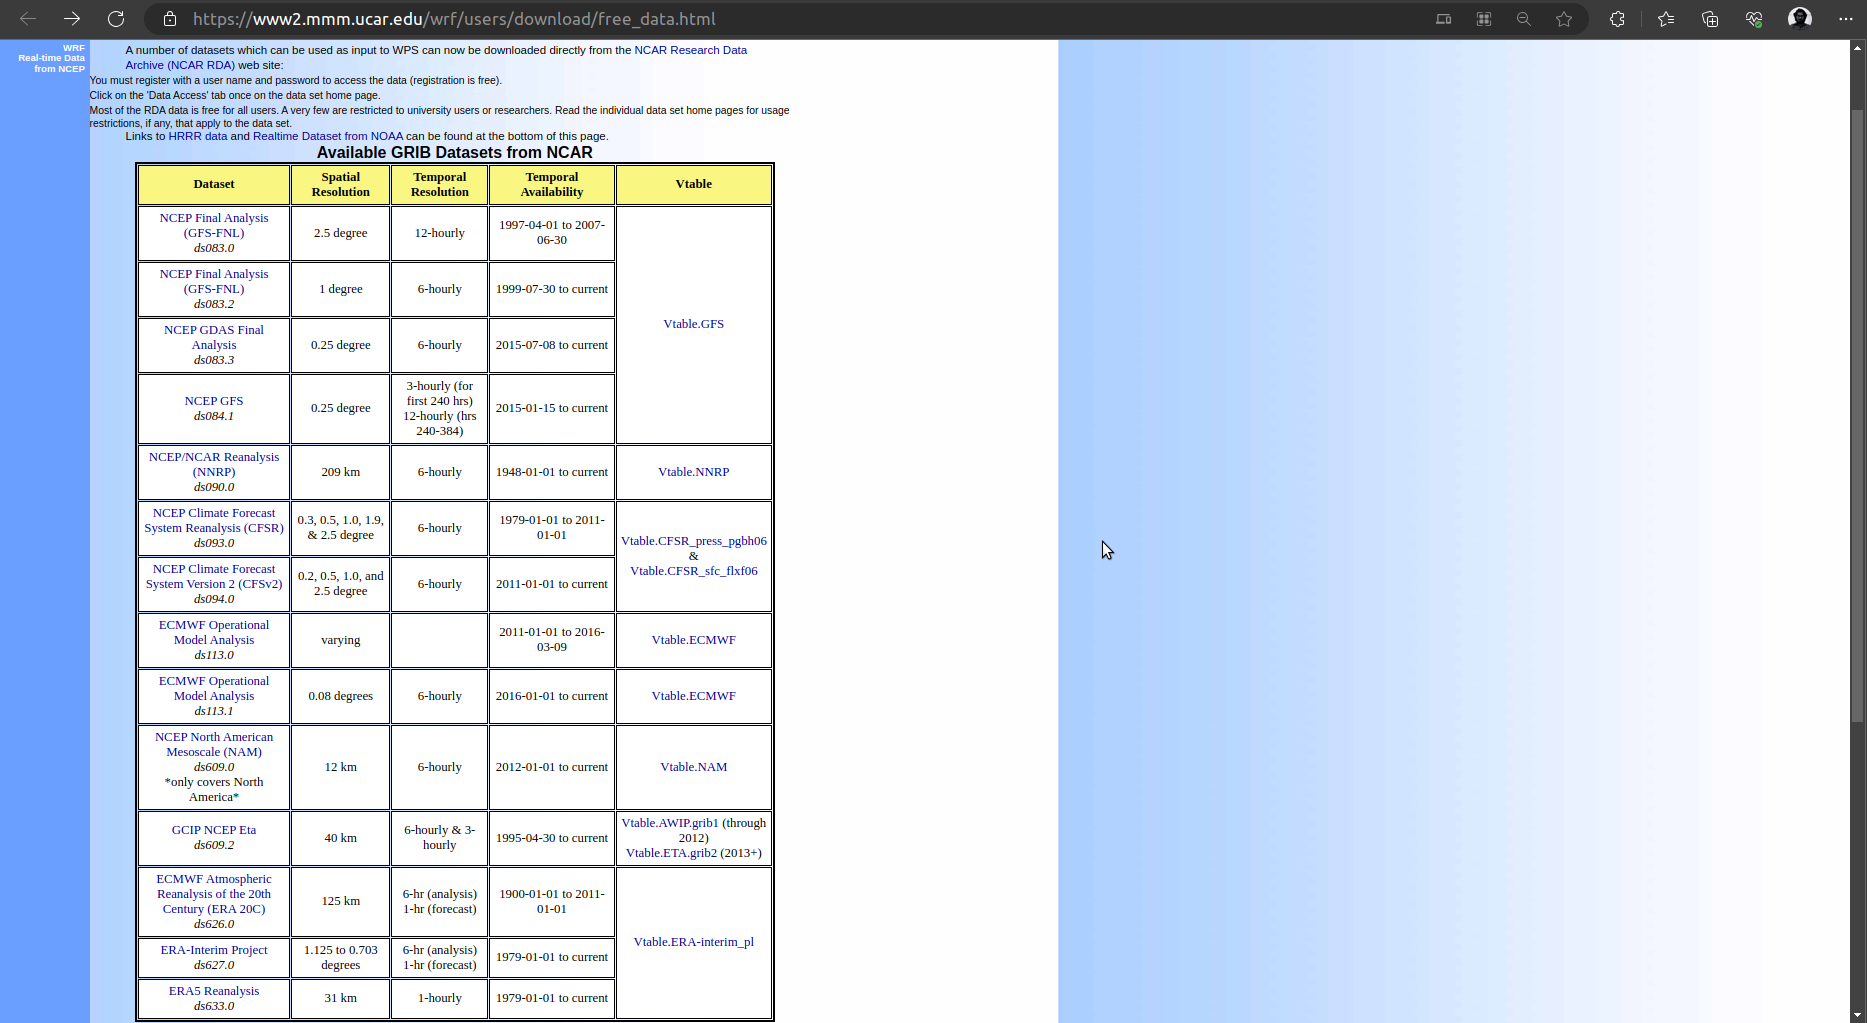 https://www2.mmm.ucar.edu/wrf/users/download/free_data.html
WRF
Real-time Data
from NCEP
A number of datasets which can be used as input to WPS can now be downloaded directly from the NCAR Research Data
Archive (NCAR RDA) web site:
You must register with a user name and password to access the data (registration is free).
Click on the 'Data Access' tab once on the data set home page.
Most of the RDA data is free for all users. A very few are restricted to university users or researchers. Read the individual data set home pages for usage
restrictions, if any, that apply to the data set.
Links to HRRR data and Realtime Dataset from NOAA can be found at the bottom of this page.
Available GRIB Datasets from NCAR
Dataset
Spatial
Resolution
Temporal
Resolution
Temporal
Availability
Vtable
NCEP Final Analysis
(GFS-FNL)
ds083.0
2.5 degree
12-hourly
1997-04-01 to 2007-
06-30
Vtable.GFS
NCEP Final Analysis
(GFS-FNL)
ds083.2
1 degree
6-hourly
1999-07-30 to current
NCEP GDAS Final
Analysis
ds083.3
0.25 degree
6-hourly
2015-07-08 to current
NCEP GFS
ds084.1
0.25 degree
3-hourly (for
first 240 hrs)
12-hourly (hrs
240-384)
2015-01-15 to current
NCEP/NCAR Reanalysis
(NNRP)
ds090.0
209 km
6-hourly
1948-01-01 to current
Vtable.NNRP
NCEP Climate Forecast
System Reanalysis (CFSR)
ds093.0
0.3, 0.5, 1.0, 1.9,
& 2.5 degree
6-hourly
1979-01-01 to 2011-
01-01
Vtable.CFSR_press_pgbh06
&
Vtable.CFSR_sfc_flxf06
NCEP Climate Forecast
System Version 2 (CFSv2)
ds094.0
0.2, 0.5, 1.0, and
2.5 degree
6-hourly
2011-01-01 to current
ECMWF Operational
Model Analysis
ds113.0
varying
2011-01-01 to 2016-
03-09
Vtable.ECMWF
ECMWF Operational
Model Analysis
ds113.1
0.08 degrees
6-hourly
2016-01-01 to current
Vtable.ECMWF
NCEP North American
Mesoscale (NAM)
ds609.0
*only covers North
America*
12 km
6-hourly
2012-01-01 to current
Vtable.NAM
GCIP NCEP Eta
ds609.2
40 km
6-hourly & 3-
hourly
1995-04-30 to current
Vtable.AWIP.grib1 (through
2012)
Vtable.ETA.grib2 (2013+)
ECMWF Atmospheric
Reanalysis of the 20th
Century (ERA 20C)
ds626.0
125 km
6-hr (analysis)
1-hr (forecast)
1900-01-01 to 2011-
01-01
Vtable.ERA-interim_pl
ERA-Interim Project
ds627.0
1.125 to 0.703
degrees
6-hr (analysis)
1-hr (forecast)
1979-01-01 to current
ERA5 Reanalysis
ds633.0
31 km
1-hourly
1979-01-01 to current